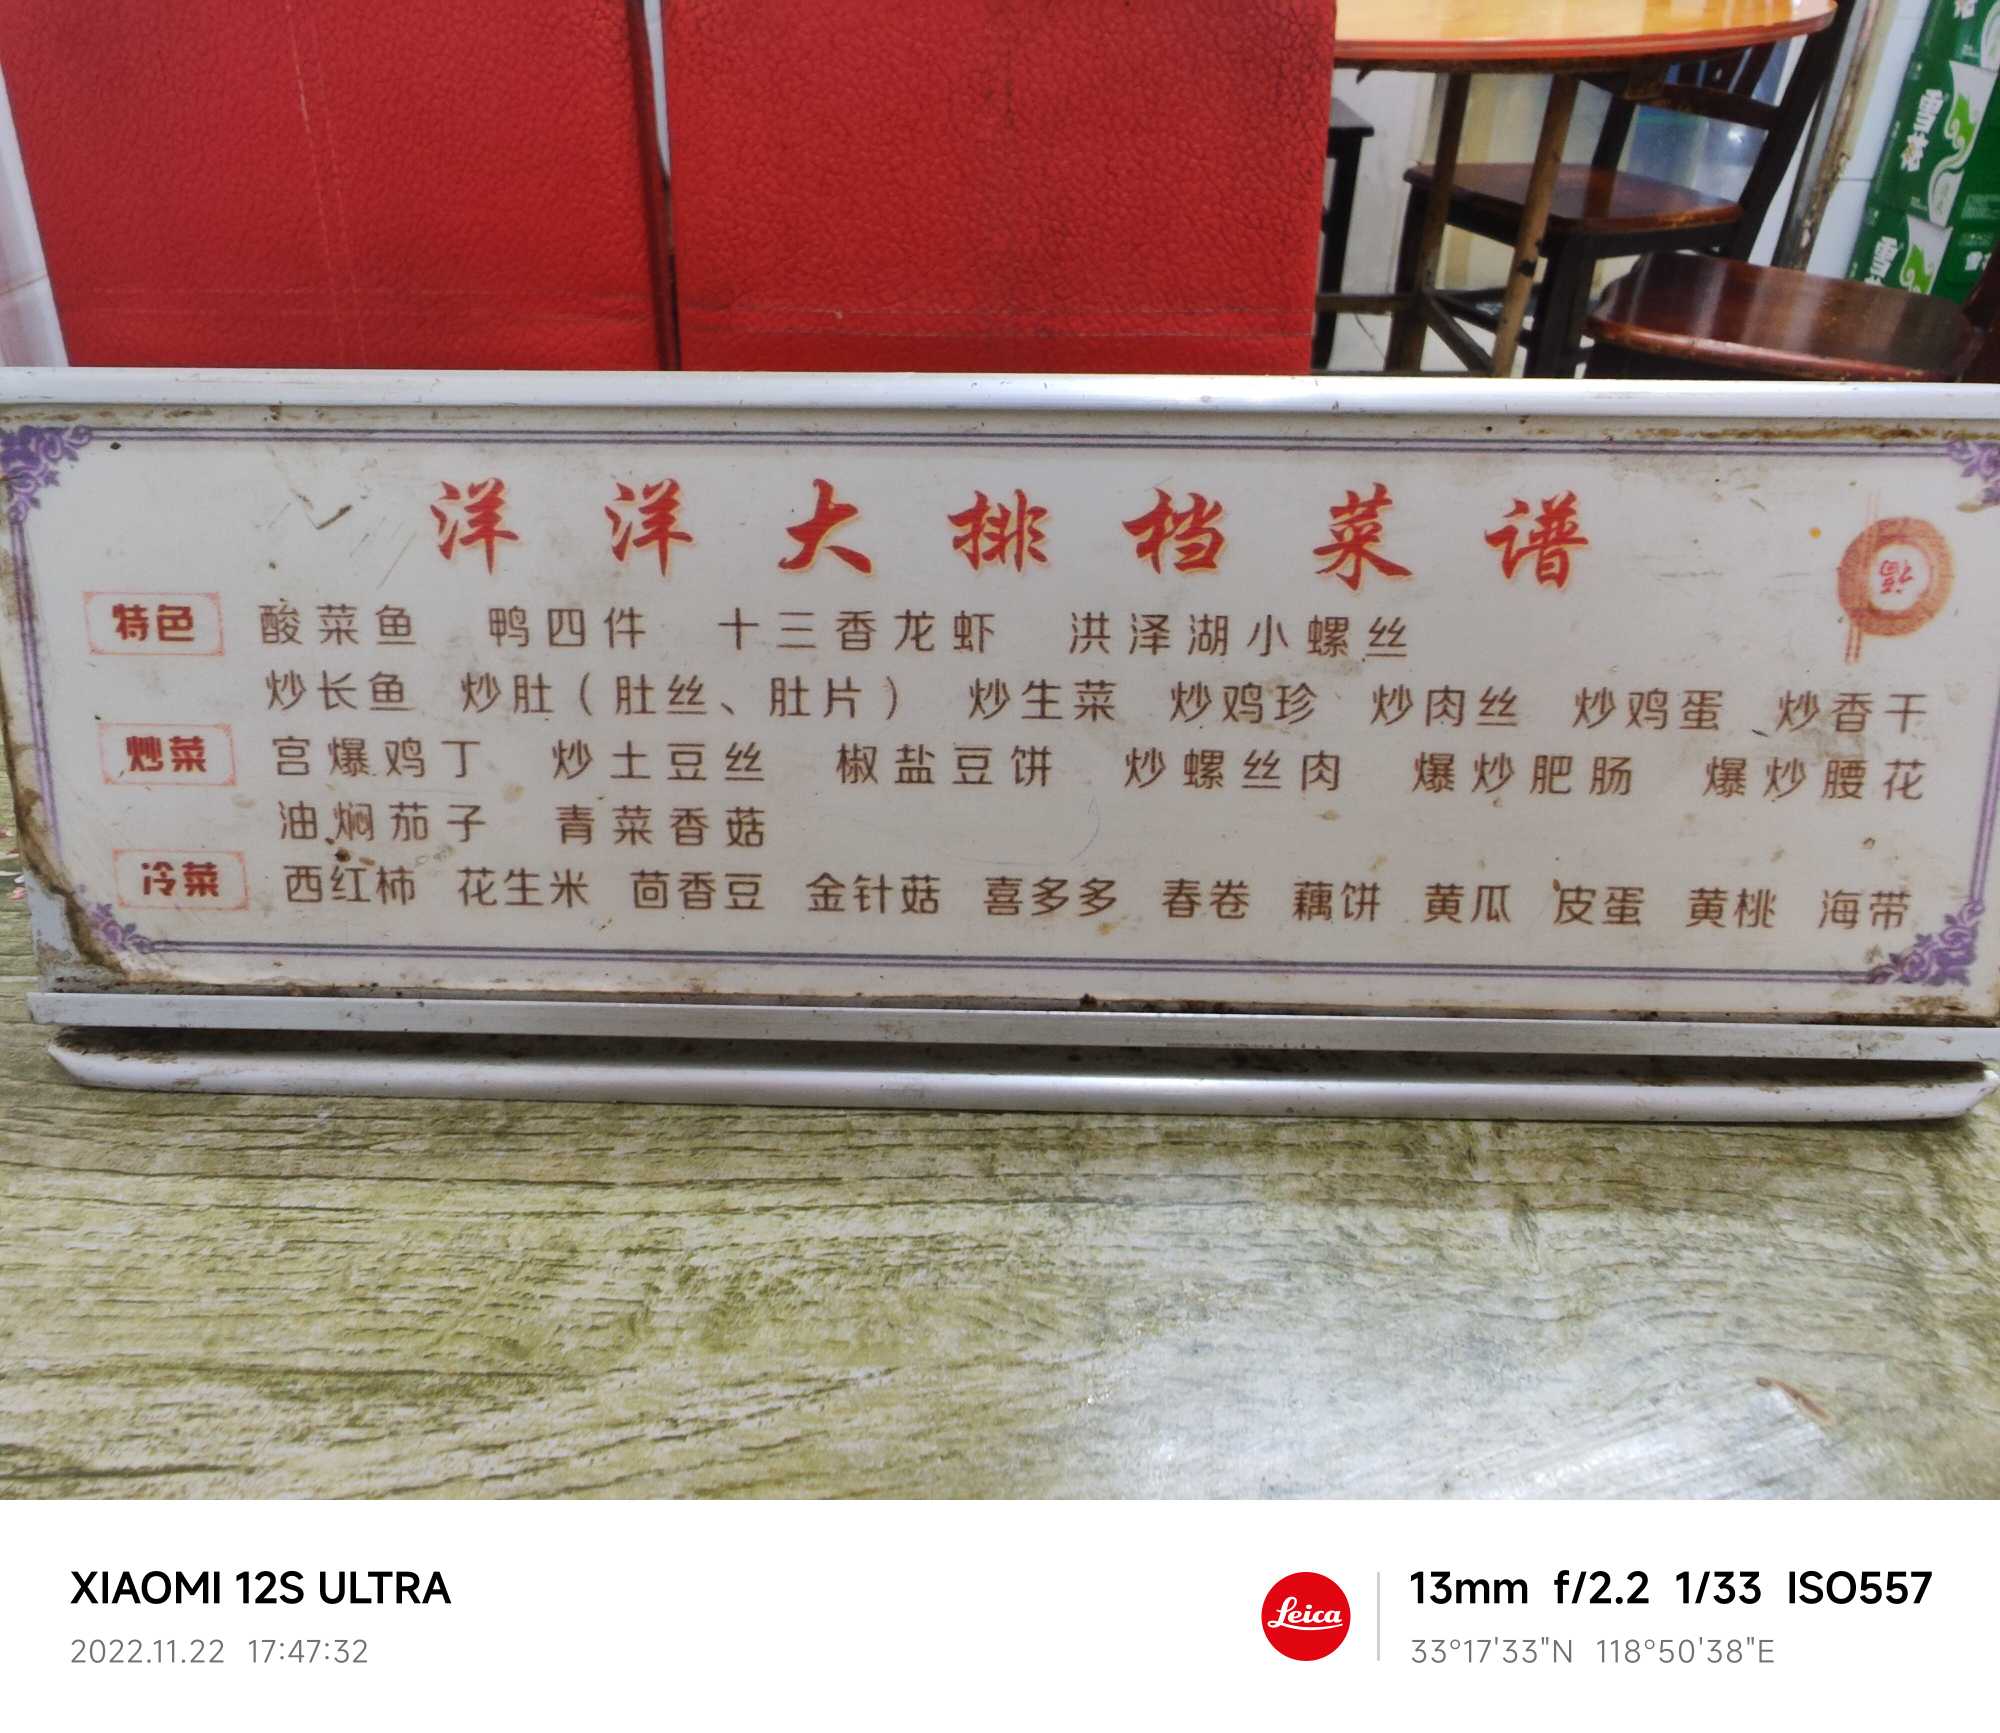 雪花
雪
洋洋大排档菜谱
福
特色 酸菜鱼 鸭四件 十三香龙虾 洪泽湖小螺丝
炒长鱼 炒肚（肚丝、肚片） 炒生菜 炒鸡珍 炒肉丝 炒鸡蛋 炒香干
炒菜 宫爆鸡丁 炒土豆丝 椒盐豆饼 炒螺丝肉 爆炒肥肠 爆炒腰花
油焖茄子 青菜香菇
冷菜 西红柿 花生米 茴香豆 金针菇 喜多多 春卷 藕饼 黄瓜 皮蛋 黄桃 海带
XIAOMI 12S ULTRA
2022.11.22 17:47:32
Leica
13mm f/2.2 1/33 ISO557
33°17'33"N 118°50'38"E